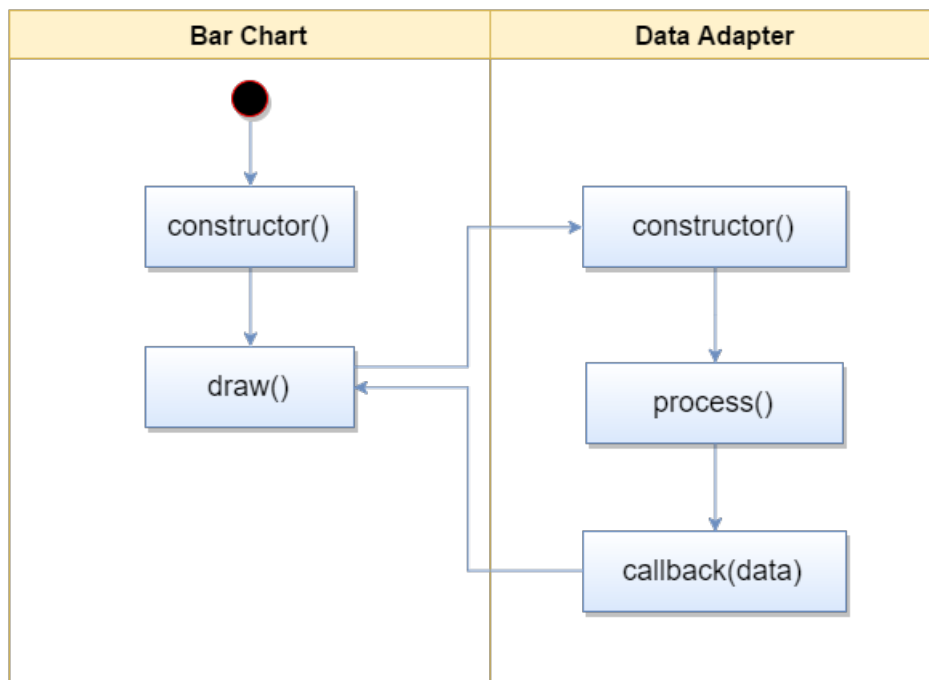 Bar Chart
Data Adapter
constructor()
constructor()
draw()
process()
callback(data)